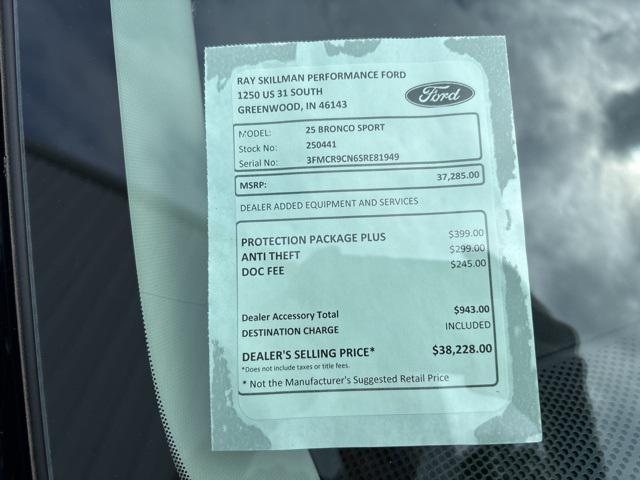 RAY SKILLMAN PERFORMANCE FORD
1250 US 31 SOUTH
GREENWOOD, IN 46143
Ford
MODEL: 25 BRONCO SPORT
Stock No: 250441
Serial No: 3FMCR9CN6SRE81949
MSRP: 37,285.00
DEALER ADDED EQUIPMENT AND SERVICES
PROTECTION PACKAGE PLUS $399.00
ANTI THEFT $299.00
DOC FEE $245.00
Dealer Accessory Total $943.00
DESTINATION CHARGE INCLUDED
DEALER'S SELLING PRICE* $38,228.00
*Does not include taxes or title fees.
* Not the Manufacturer's Suggested Retail Price